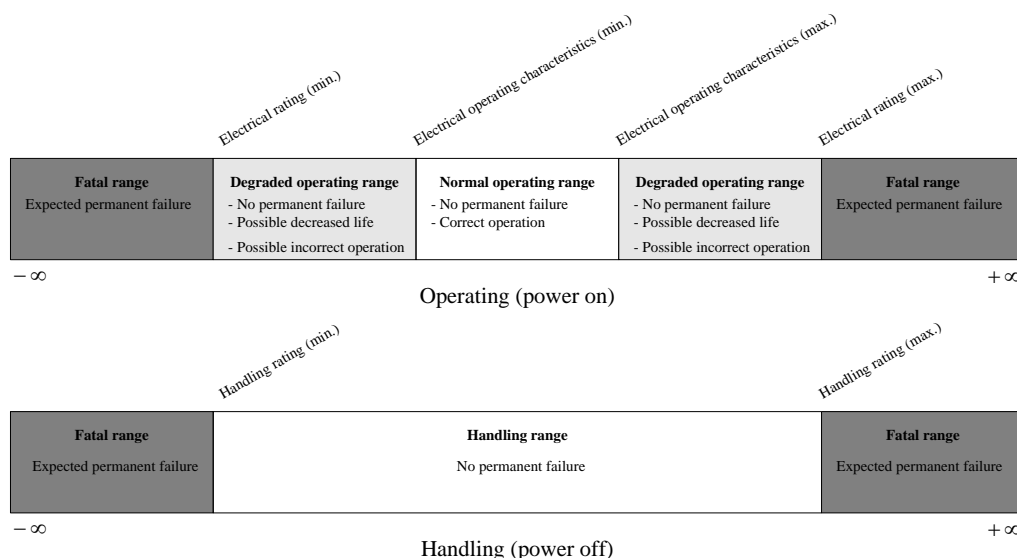 Electrical rating (min.)
Electrical operating characteristics (min.)
Electrical operating characteristics (max.)
Electrical rating (max.)
Fatal range
Expected permanent failure
Degraded operating range
- No permanent failure
- Possible decreased life
- Possible incorrect operation
Normal operating range
- No permanent failure
- Correct operation
Degraded operating range
- No permanent failure
- Possible decreased life
- Possible incorrect operation
Fatal range
Expected permanent failure
− ∞
+ ∞
Operating (power on)
Handling rating (min.)
Handling rating (max.)
Fatal range
Expected permanent failure
Handling range
No permanent failure
Fatal range
Expected permanent failure
− ∞
+ ∞
Handling (power off)